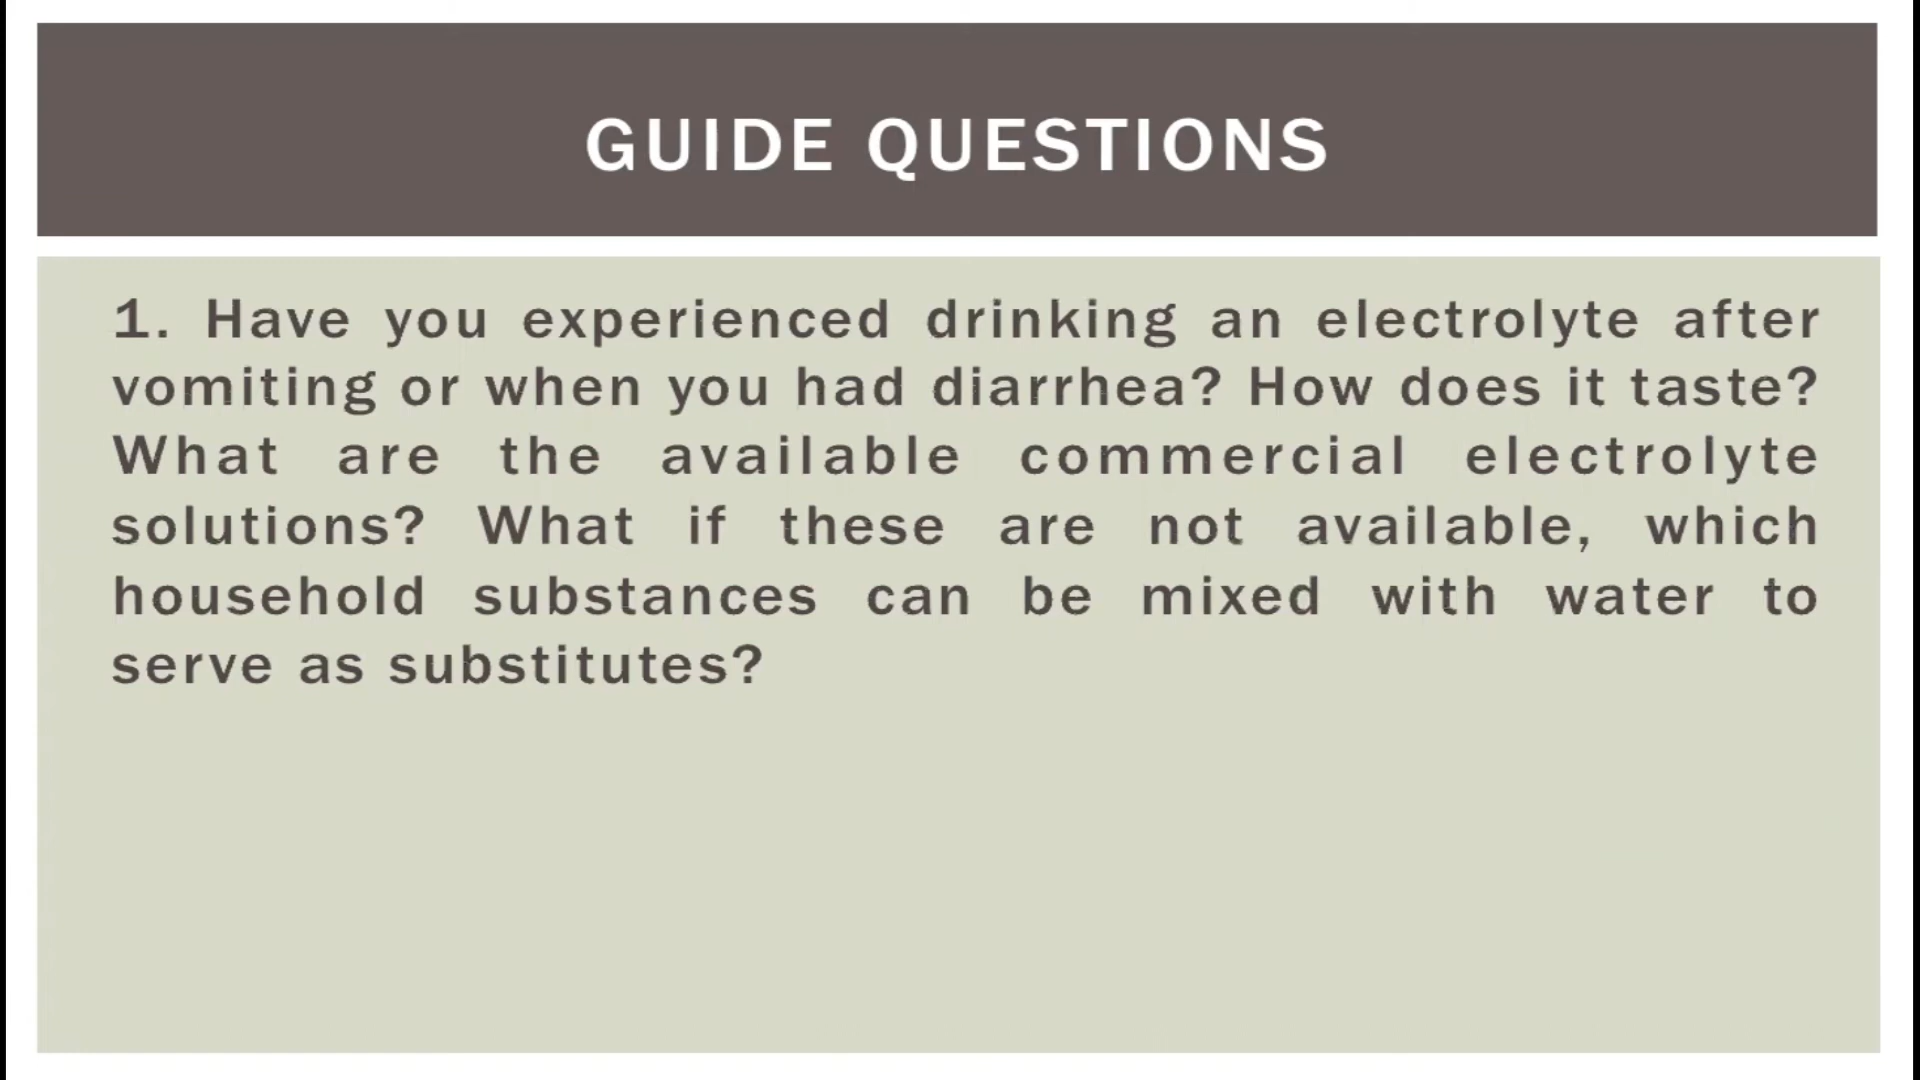 GUIDE QUESTIONS
1. Have you experienced drinking an electrolyte after
vomiting or when you had diarrhea? How does it taste?
What are the available commercial electrolyte
solutions? What if these are not available, which
household substances can be mixed with water to
serve as substitutes?